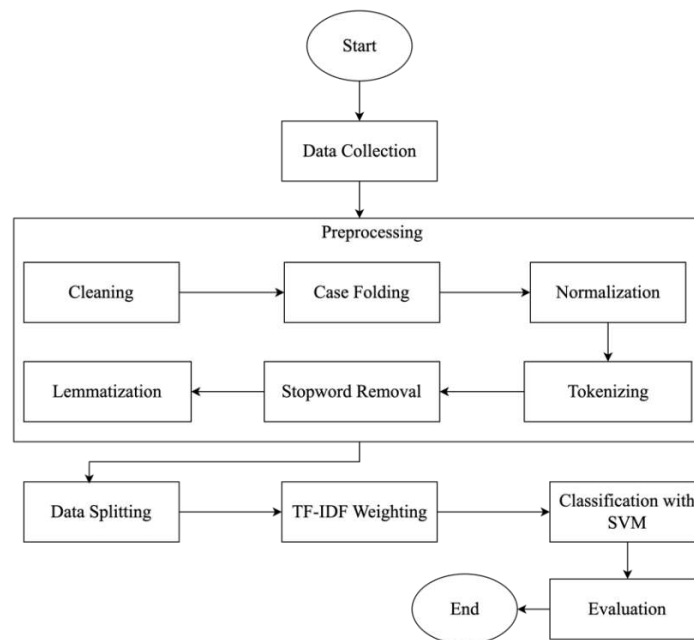 Start
Data Collection
Preprocessing
Cleaning
Case Folding
Normalization
Tokenizing
Stopword Removal
Lemmatization
Data Splitting
TF-IDF Weighting
Classification with
SVM
Evaluation
End